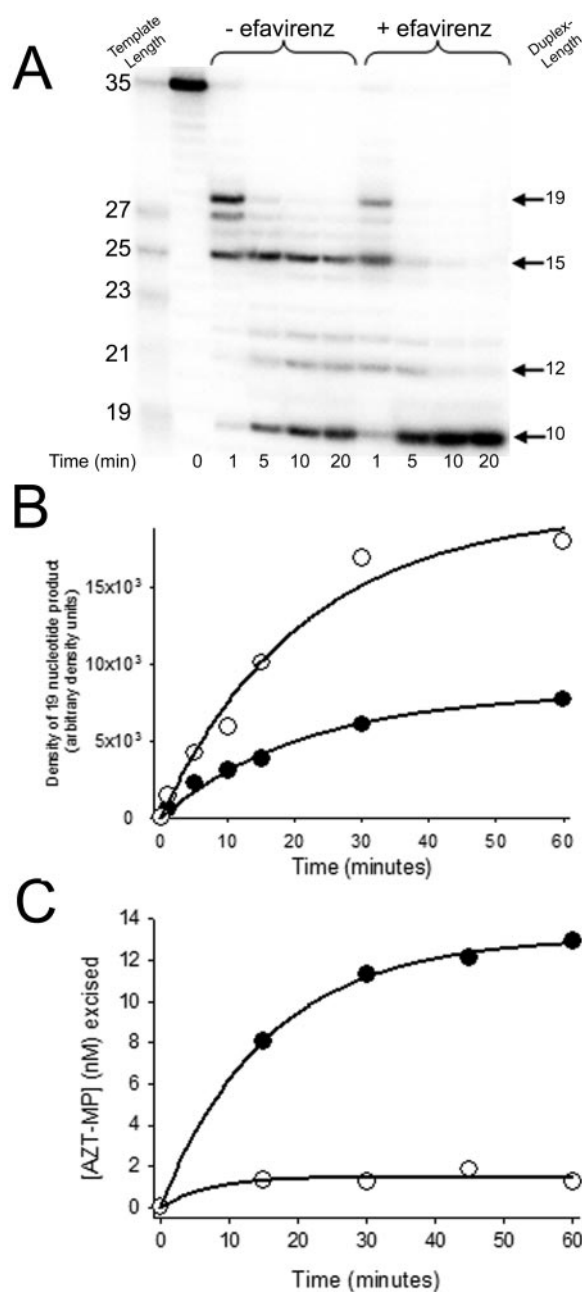 A
Template
Length
- efavirenz
+ efavirenz
Duplex-
Length
35
27
25
23
21
19
19
15
12
10
Time (min)
0 1 5 10 20 1 5 10 20
B
Density of 19 nucleotide product
(arbitrary density units)
15x10³
10x10³
5x10³
0
0 10 20 30 40 50 60
Time (minutes)
C
[AZT-MP] (nM) excised
14
12
10
8
6
4
2
0
0 10 20 30 40 50 60
Time (minutes)